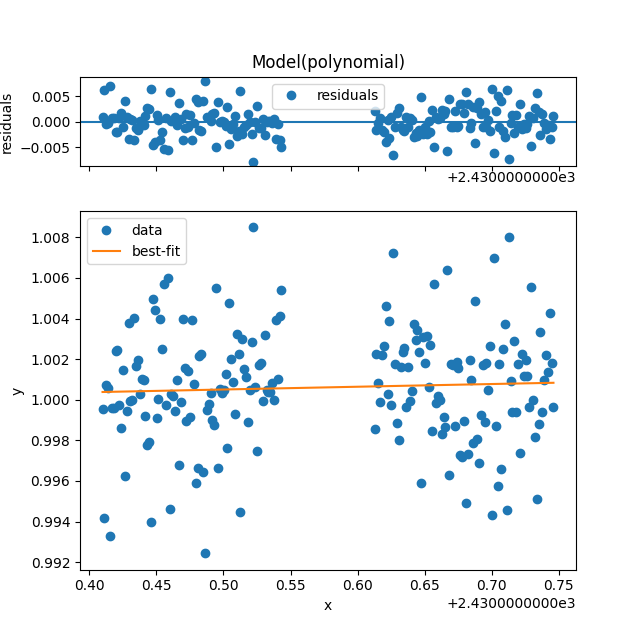 Model(polynomial)
residuals
0.005
0.000
−0.005
residuals
+2.4300000000e3
1.008
1.006
1.004
1.002
1.000
0.998
0.996
0.994
0.992
y
data
best-fit
0.40 0.45 0.50 0.55 0.60 0.65 0.70 0.75
x
+2.4300000000e3